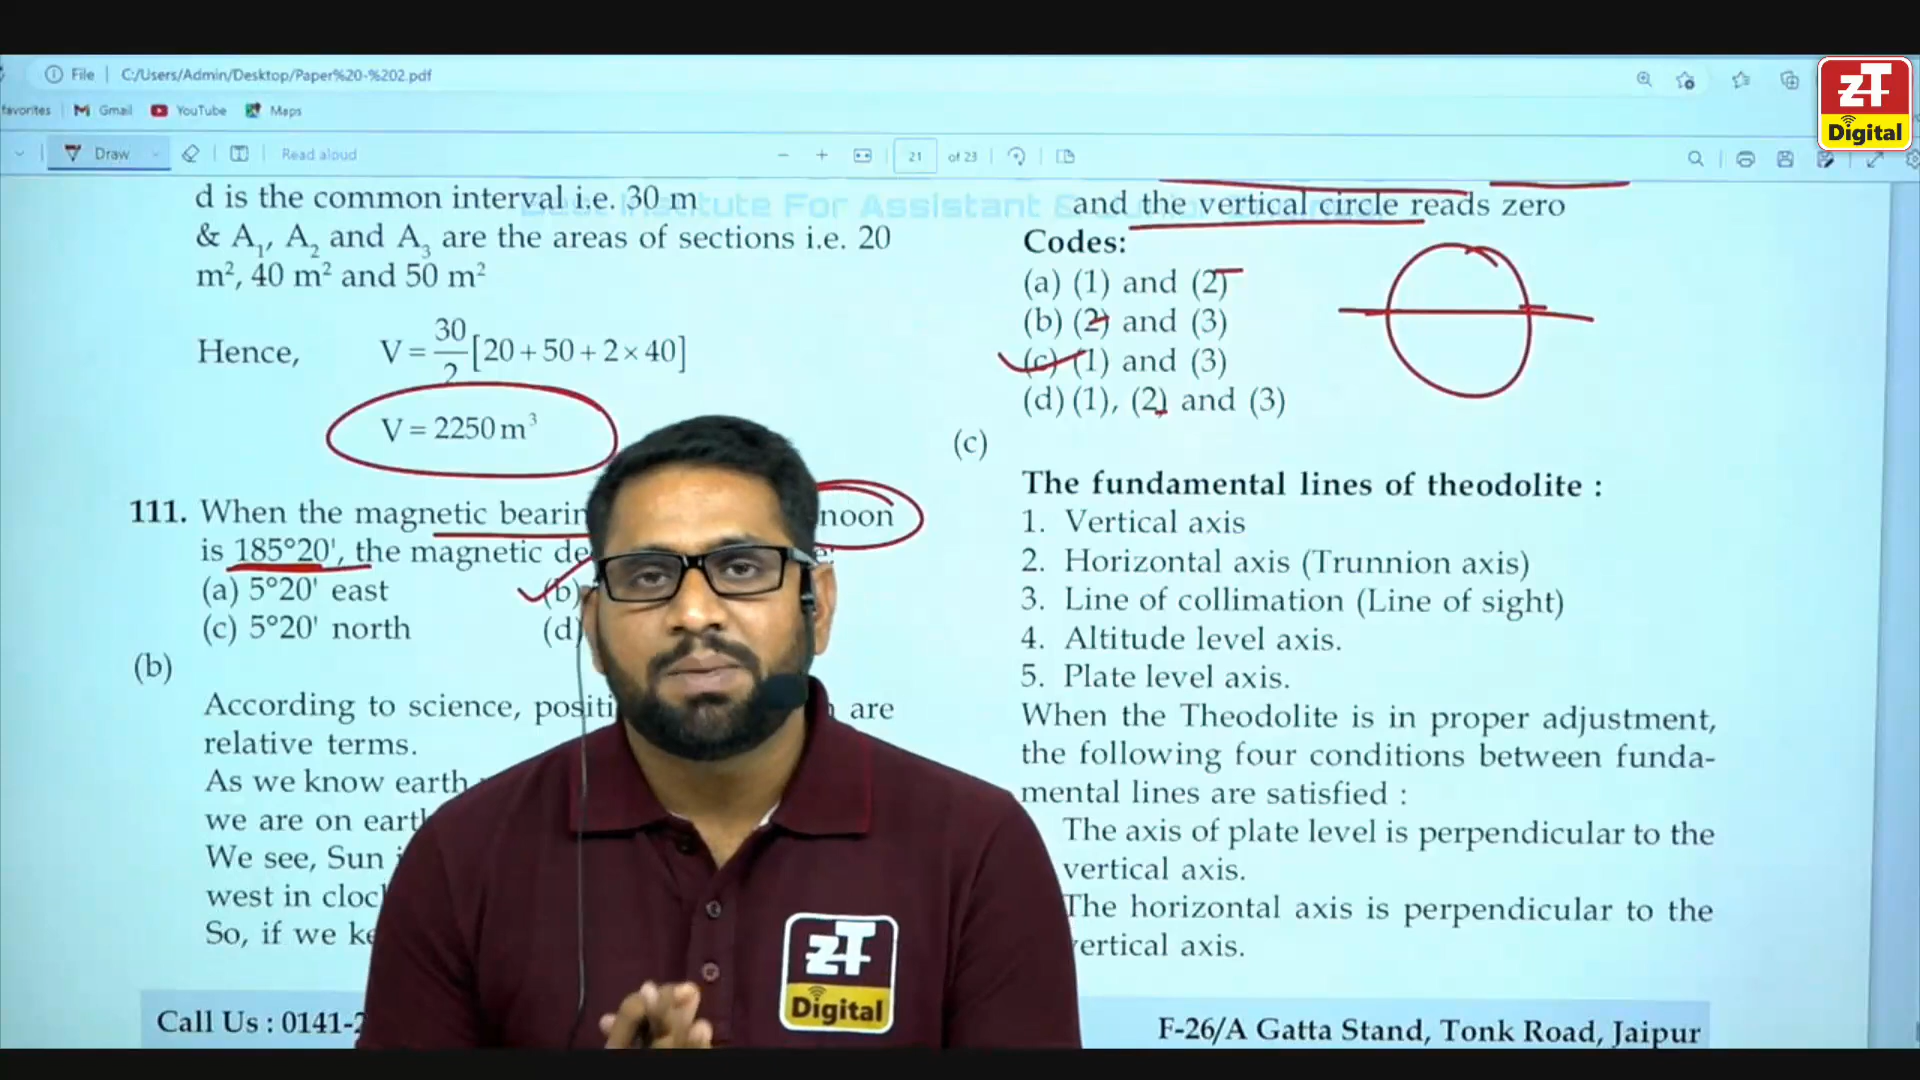 File C:/Users/Admin/Desktop/Paper%20-%202.pdf
favorites Gmail YouTube Maps
Draw Read aloud 21 of 23
zT
Digital
Best Institute For Assistant &
d is the common interval i.e. 30 m
& A1, A2 and A3 are the areas of sections i.e. 20
m², 40 m² and 50 m²
Hence, V = 30/2 [20 + 50 + 2 × 40]
V = 2250 m³
111. When the magnetic bearin noon
is 185°20', the magnetic de
(a) 5°20' east (b)
(c) 5°20' north (d)
(b)
According to science, positi are
relative terms.
As we know earth
we are on eart
We see, Sun
west in cloc
So, if we ke
Call Us : 0141-2
and the vertical circle reads zero
Codes:
(a) (1) and (2)
(b) (2) and (3)
(c) (1) and (3)
(d) (1), (2) and (3)
(c)
The fundamental lines of theodolite :
1. Vertical axis
2. Horizontal axis (Trunnion axis)
3. Line of collimation (Line of sight)
4. Altitude level axis.
5. Plate level axis.
When the Theodolite is in proper adjustment,
the following four conditions between funda-
mental lines are satisfied :
The axis of plate level is perpendicular to the
vertical axis.
The horizontal axis is perpendicular to the
vertical axis.
F-26/A Gatta Stand, Tonk Road, Jaipur
zT
Digital